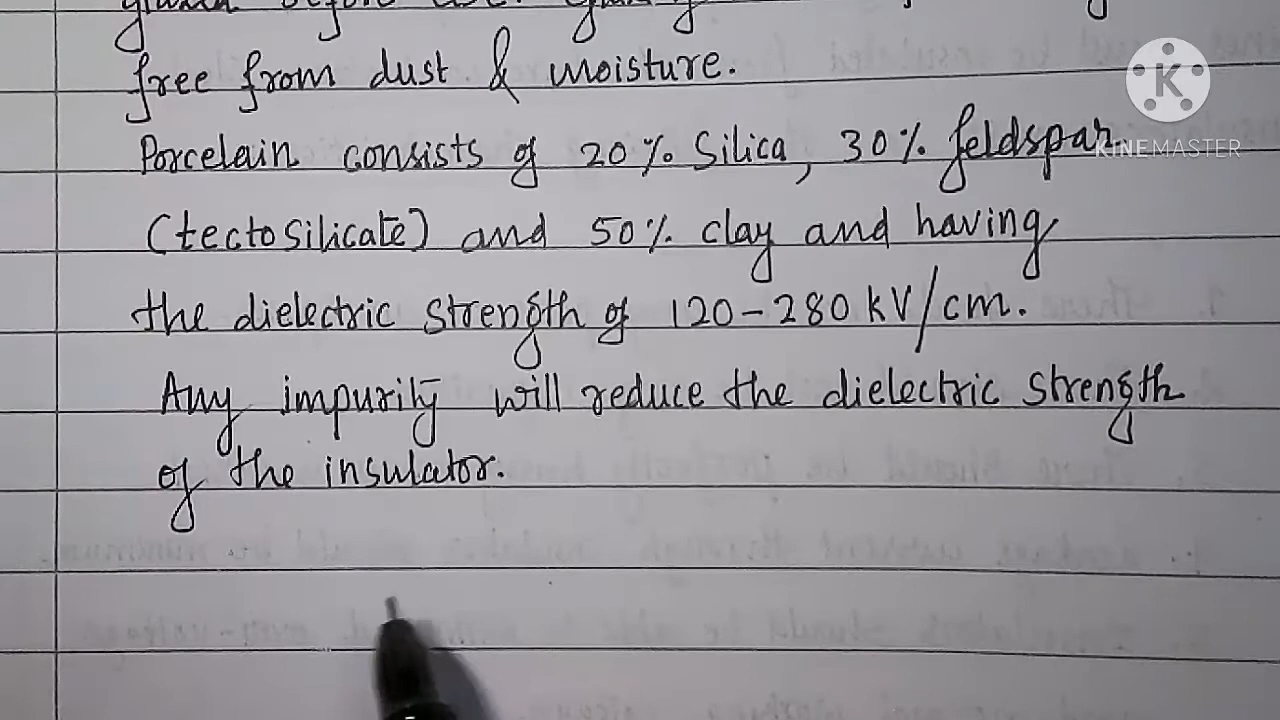 before
free from dust & moisture.
Porcelain consists of 20% Silica, 30% feldspar
(tectosilicate) and 50% clay and having
the dielectric strength of 120-280 kV/cm.
Any impurity will reduce the dielectric strength
of the insulator.
K
KINEMASTER